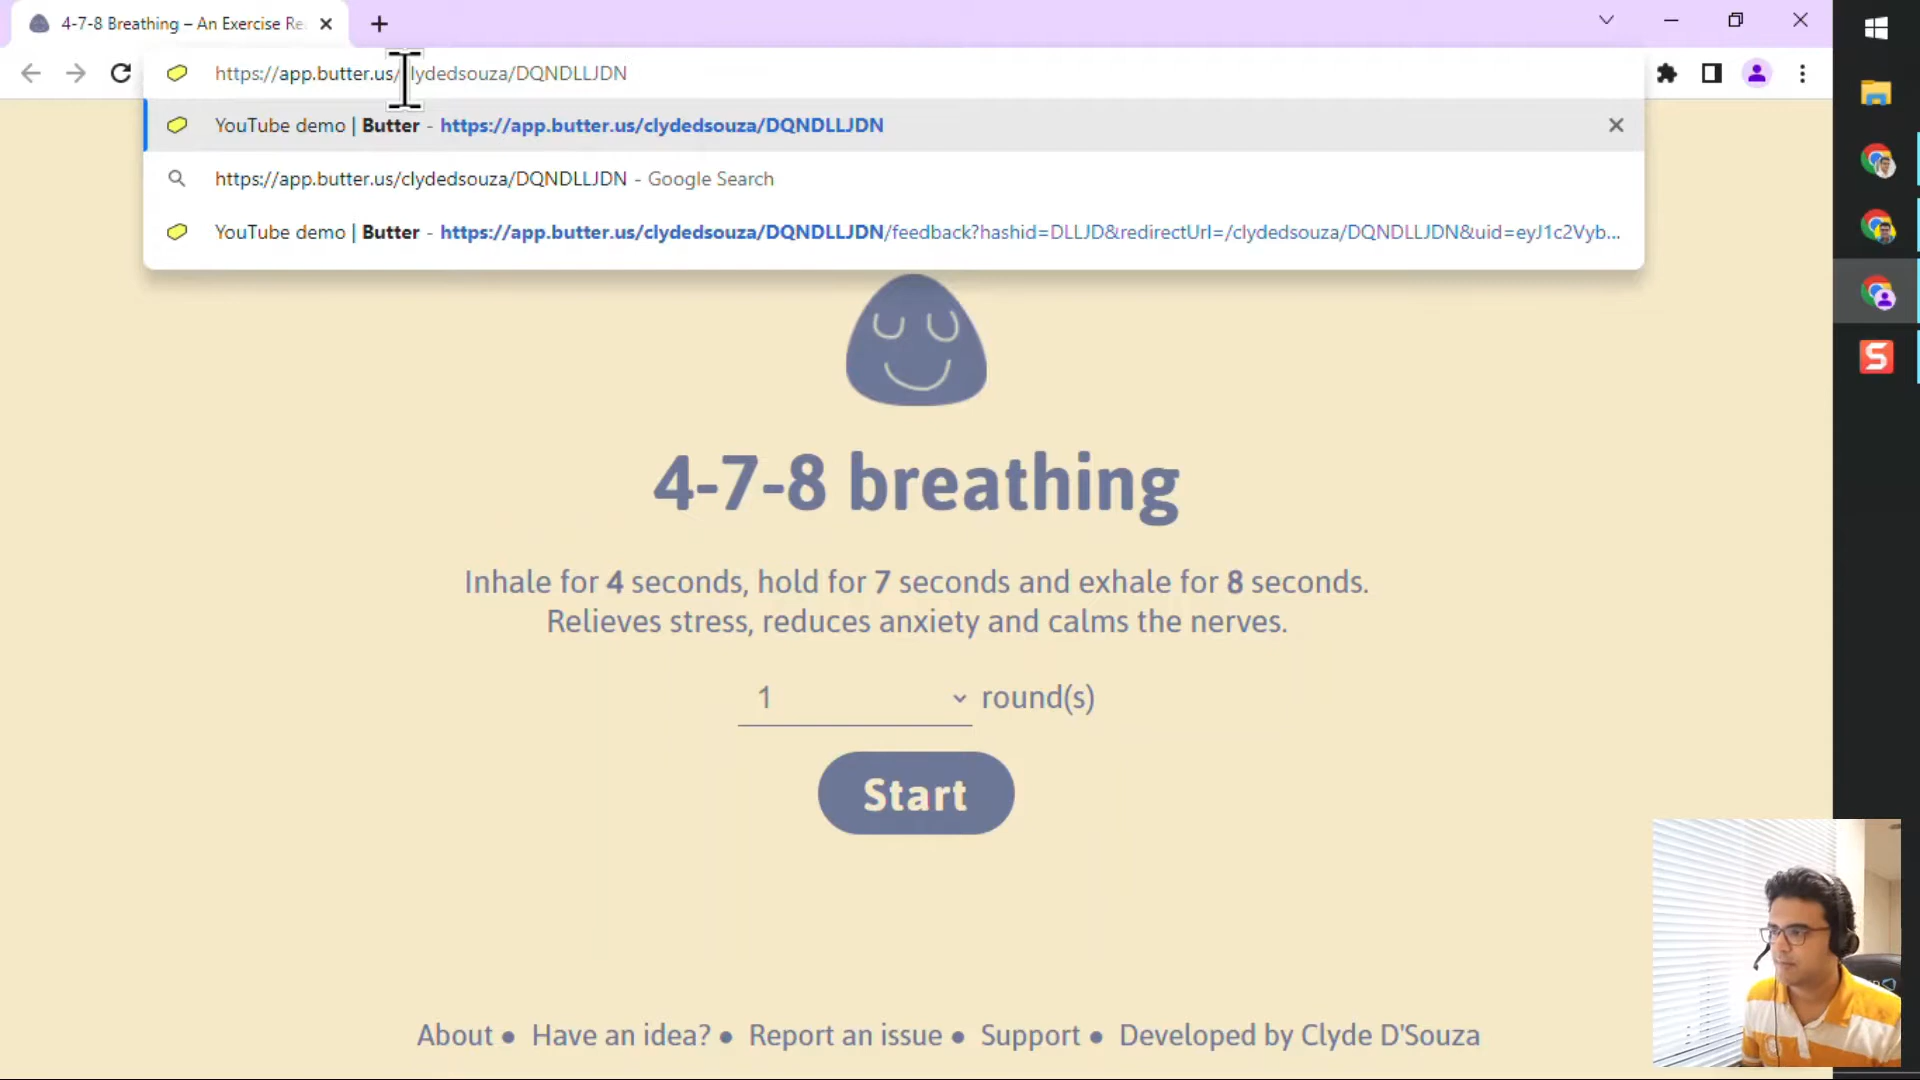 4-7-8 Breathing – An Exercise Re
https://app.butter.us/clydedsouza/DQNDLLJDN
YouTube demo | Butter - https://app.butter.us/clydedsouza/DQNDLLJDN
https://app.butter.us/clydedsouza/DQNDLLJDN - Google Search
YouTube demo | Butter - https://app.butter.us/clydedsouza/DQNDLLJDN/feedback?hashid=DLLJD&redirectUrl=/clydedsouza/DQNDLLJDN&uid=eyJ1c2Vyb...
4-7-8 breathing
Inhale for 4 seconds, hold for 7 seconds and exhale for 8 seconds.
Relieves stress, reduces anxiety and calms the nerves.
1 round(s)
Start
About ● Have an idea? ● Report an issue ● Support ● Developed by Clyde D'Souza